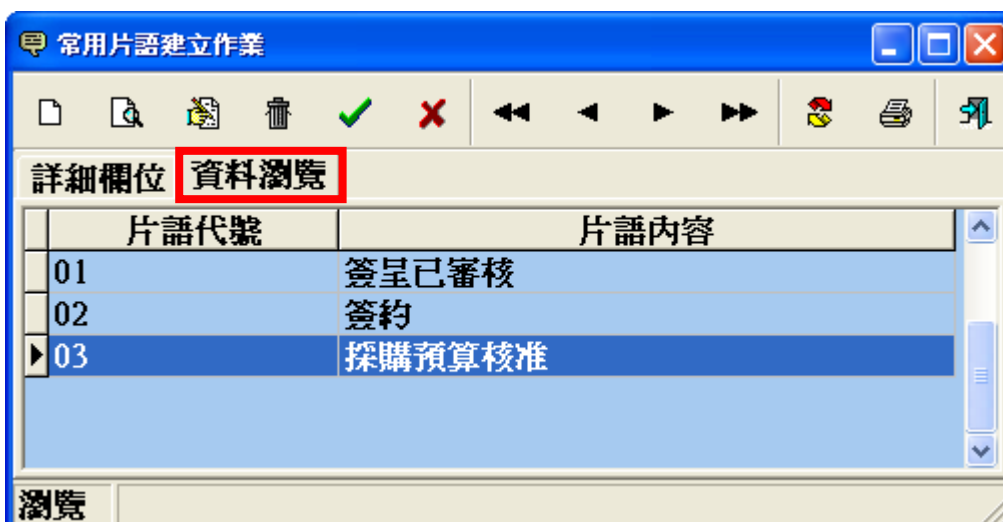 常用片語建立作業
詳細欄位 資料瀏覽
片語代號 片語內容
01 簽呈已審核
02 簽約
03 採購預算核准
瀏覽